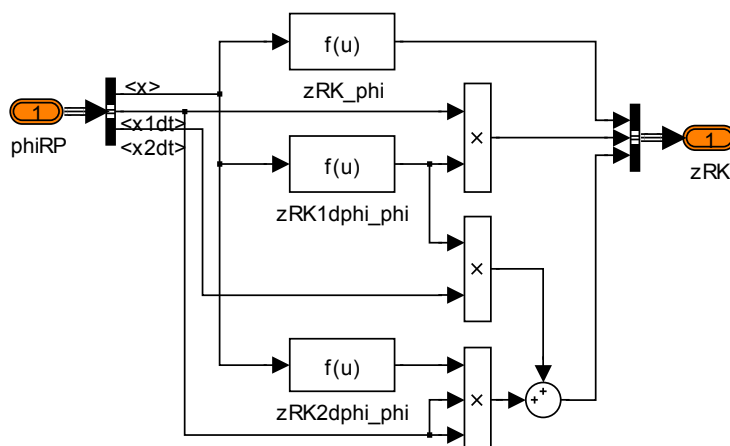 f(u)
zRK_phi
<x>
1
phiRP
<x1dt>
<x2dt>
×
f(u)
zRK1dphi_phi
1
zRK
×
f(u)
zRK2dphi_phi
×
+
+